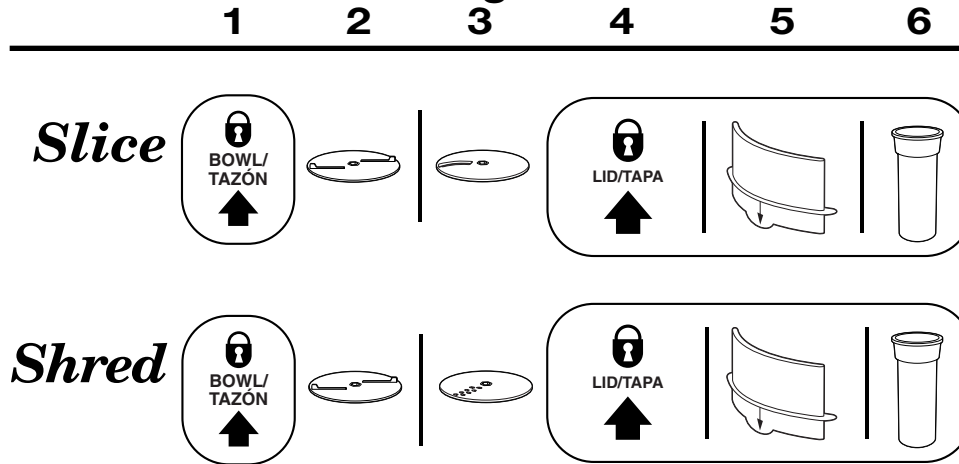 1 2 3 4 5 6
Slice
BOWL/
TAZÓN
LID/TAPA
Shred
BOWL/
TAZÓN
LID/TAPA